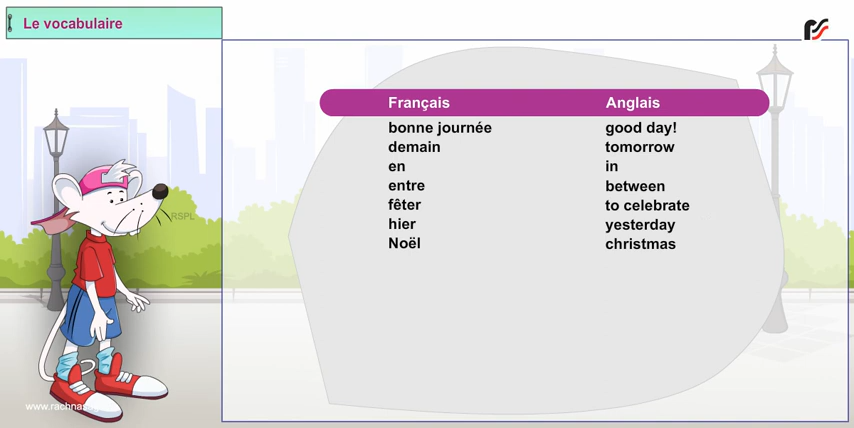 Le vocabulaire
Français Anglais
bonne journée good day!
demain tomorrow
en in
entre between
fêter to celebrate
hier yesterday
Noël christmas
RSPL